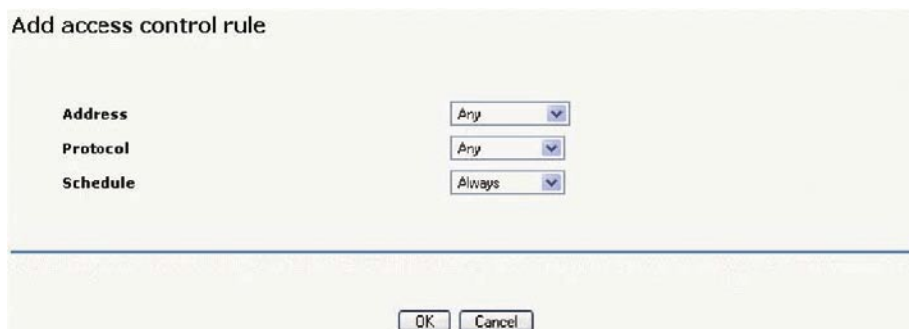 Add access control rule
Address Any
Protocol Any
Schedule Always
OK Cancel